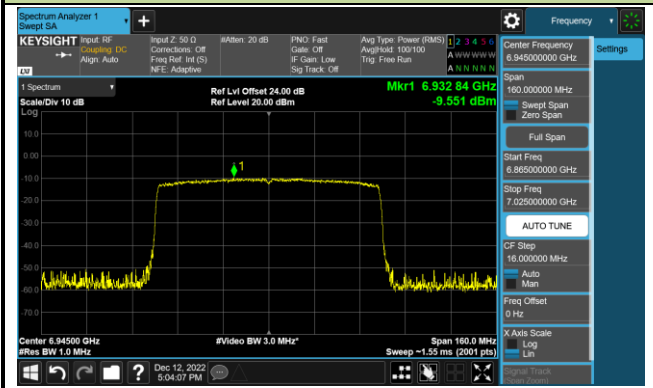 Spectrum Analyzer 1
Swept SA
+
Frequency
KEYSIGHT
Input: RF
Coupling: DC
Align: Auto
Input Z: 50 Ω
Corrections: Off
Freq Ref: Int (S)
NFE: Adaptive
#Atten: 20 dB
PNO: Fast
Gate: Off
IF Gain: Low
Sig Track: Off
Avg Type: Power (RMS)
Avg|Hold: 100/100
Trig: Free Run
1 2 3 4 5 6
A W W W W W
A N N N N N
LXI
1 Spectrum
Scale/Div 10 dB
Log
Ref Lvl Offset 24.00 dB
Ref Level 20.00 dBm
Mkr1 6.932 84 GHz
-9.551 dBm
10.0
0.00
-10.0
-20.0
-30.0
-40.0
-50.0
-60.0
-70.0
1
Center 6.94500 GHz
#Res BW 1.0 MHz
#Video BW 3.0 MHz*
Span 160.0 MHz
Sweep ~1.55 ms (2001 pts)
Center Frequency
6.945000000 GHz
Settings
Span
160.000000 MHz
Swept Span
Zero Span
Full Span
Start Freq
6.865000000 GHz
Stop Freq
7.025000000 GHz
AUTO TUNE
CF Step
16.000000 MHz
Auto
Man
Freq Offset
0 Hz
X Axis Scale
Log
Lin
Signal Track
(Span Zoom)
?
Dec 12, 2022
5:04:07 PM